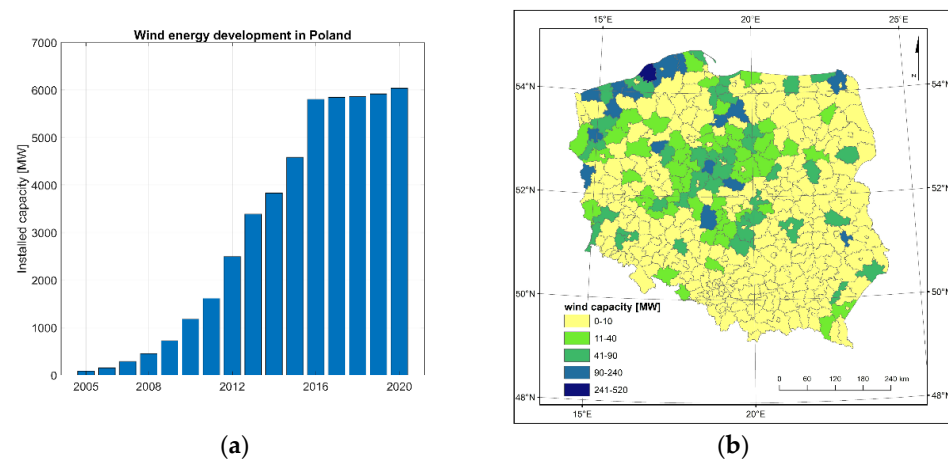 Wind energy development in Poland
7000
6000
5000
4000
3000
2000
1000
0
Installed capacity [MW]
2005
2008
2012
2016
2020
(a)
15°E
20°E
25°E
54°N
54°N
52°N
52°N
50°N
50°N
48°N
48°N
N
wind capacity [MW]
0-10
11-40
41-90
90-240
241-520
0 60 120 180 240 km
15°E
20°E
(b)